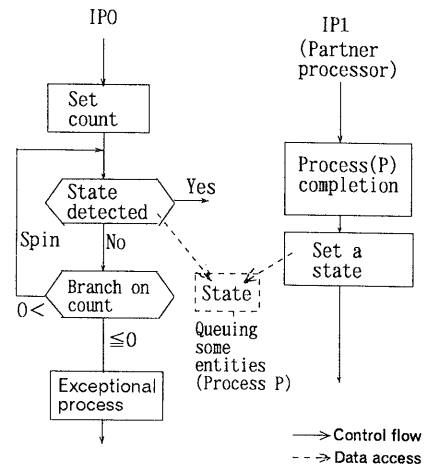 IP0
Set
count
State
detected
Yes
No
Spin
Branch on
count
0<
≦0
Exceptional
process
IP1
(Partner
processor)
Process(P)
completion
Set a
state
State
Queuing
some
entities
(Process P)
Control flow
Data access